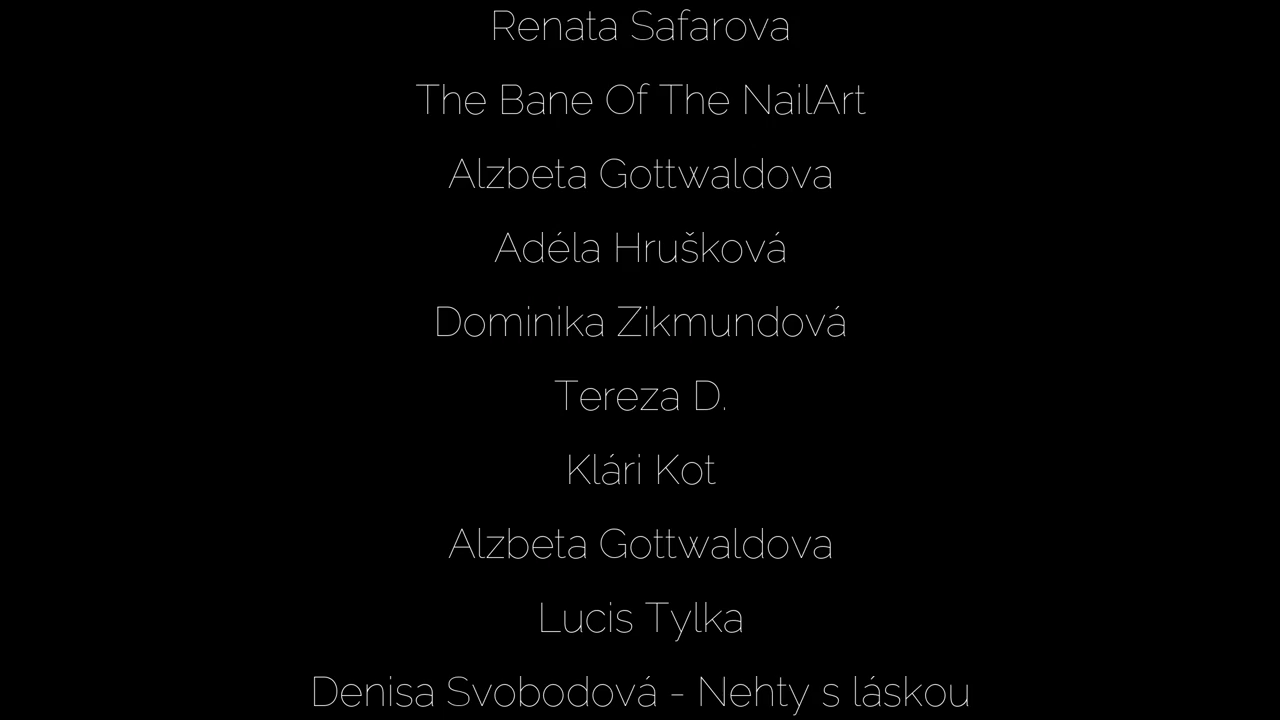 Renata Safarova
The Bane Of The NailArt
Alzbeta Gottwaldova
Adéla Hrušková
Dominika Zikmundová
Tereza D.
Klári Kot
Alzbeta Gottwaldova
Lucis Tylka
Denisa Svobodová - Nehty s láskou